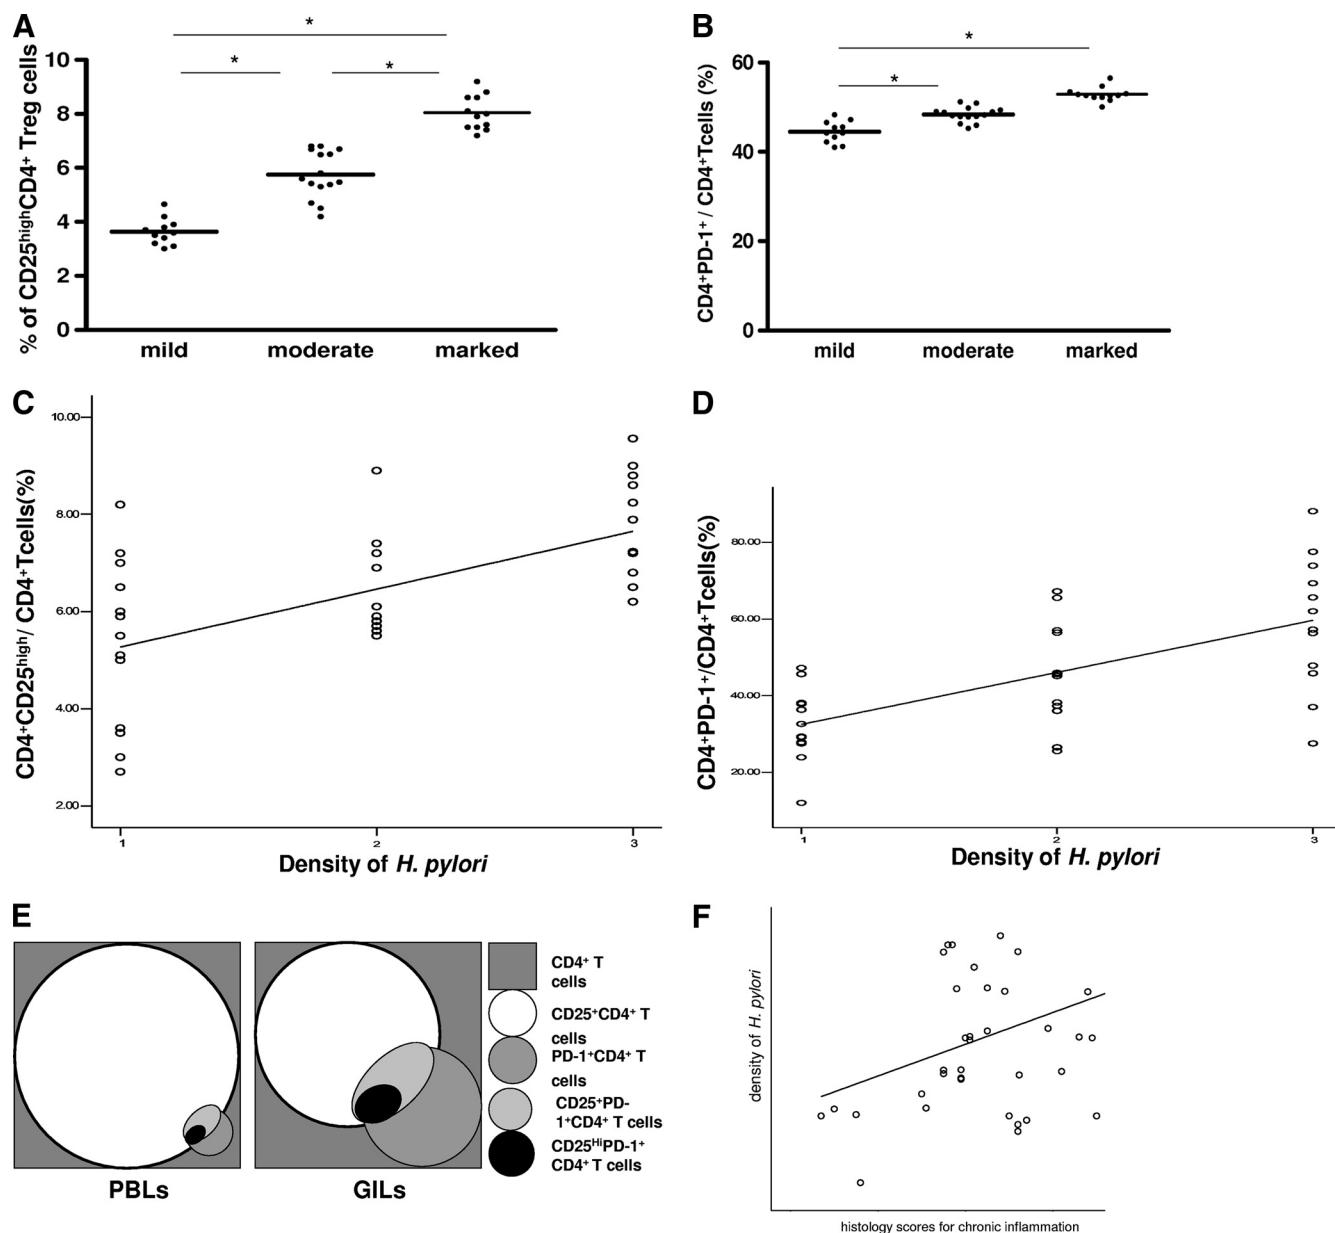 A
% of CD25highCD4+ Treg cells
10
8
6
4
2
0
*
*
*
mild
moderate
marked
B
CD4+PD-1+ / CD4+Tcells (%)
60
40
20
0
*
*
mild
moderate
marked
C
CD4+CD25high/ CD4+Tcells(%)
10.00
8.00
6.00
4.00
2.00
1
2
3
Density of H. pylori
D
CD4+PD-1+/CD4+Tcells(%)
80.00
60.00
40.00
20.00
1
2
3
Density of H. pylori
E
PBLs
GILs
CD4+ T
cells
CD25+CD4+ T
cells
PD-1+CD4+ T
cells
CD25+PD-
1+CD4+ T cells
CD25HiPD-1+
CD4+ T cells
F
density of H. pylori
histology scores for chronic inflammation